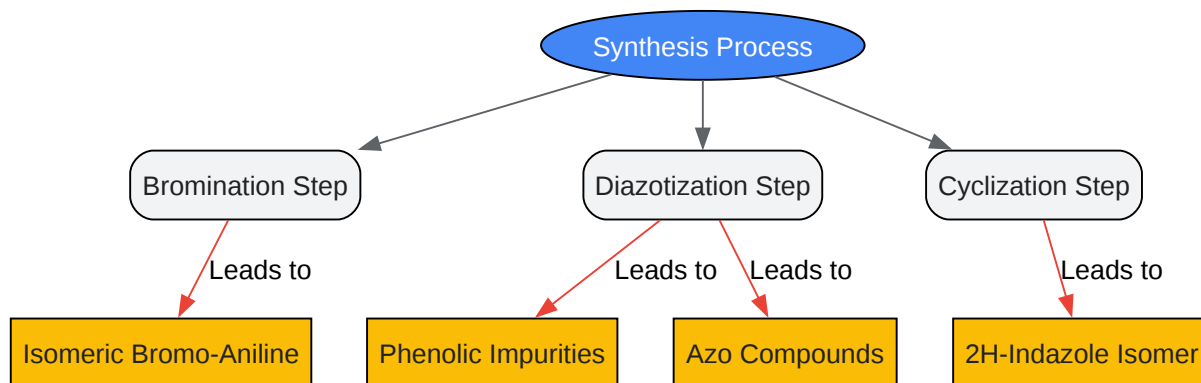 Synthesis Process
Bromination Step
Diazotization Step
Cyclization Step
Leads to
Leads to
Leads to
Leads to
Isomeric Bromo-Aniline
Phenolic Impurities
Azo Compounds
2H-Indazole Isomer